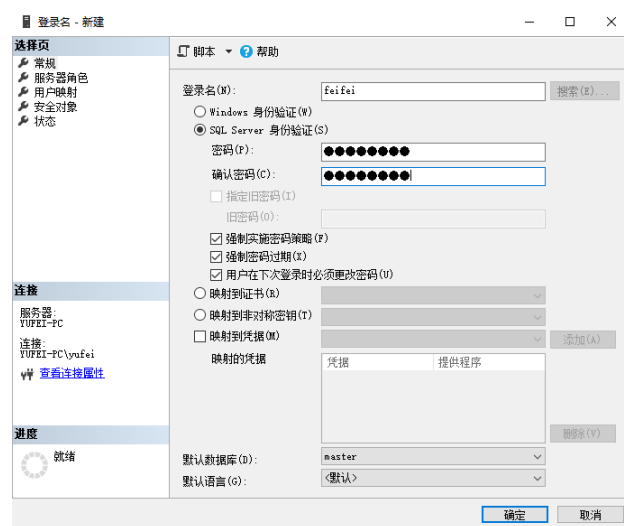 登录名 - 新建
选择页
常规
服务器角色
用户映射
安全对象
状态
脚本 帮助
登录名(N): feifei 搜索(E)...
Windows 身份验证(W)
SQL Server 身份验证(S)
密码(P): ●●●●●●●●
确认密码(C): ●●●●●●●●
指定旧密码(I)
旧密码(O):
强制实施密码策略(F)
强制密码过期(X)
用户在下次登录时必须更改密码(U)
映射到证书(R)
映射到非对称密钥(T)
映射到凭据(M) 添加(A)
映射的凭据 凭据 提供程序
删除(V)
默认数据库(D): master
默认语言(G): <默认>
连接
服务器:
YUFEI-PC
连接:
YUFEI-PC\yufei
查看连接属性
进度
就绪
确定 取消